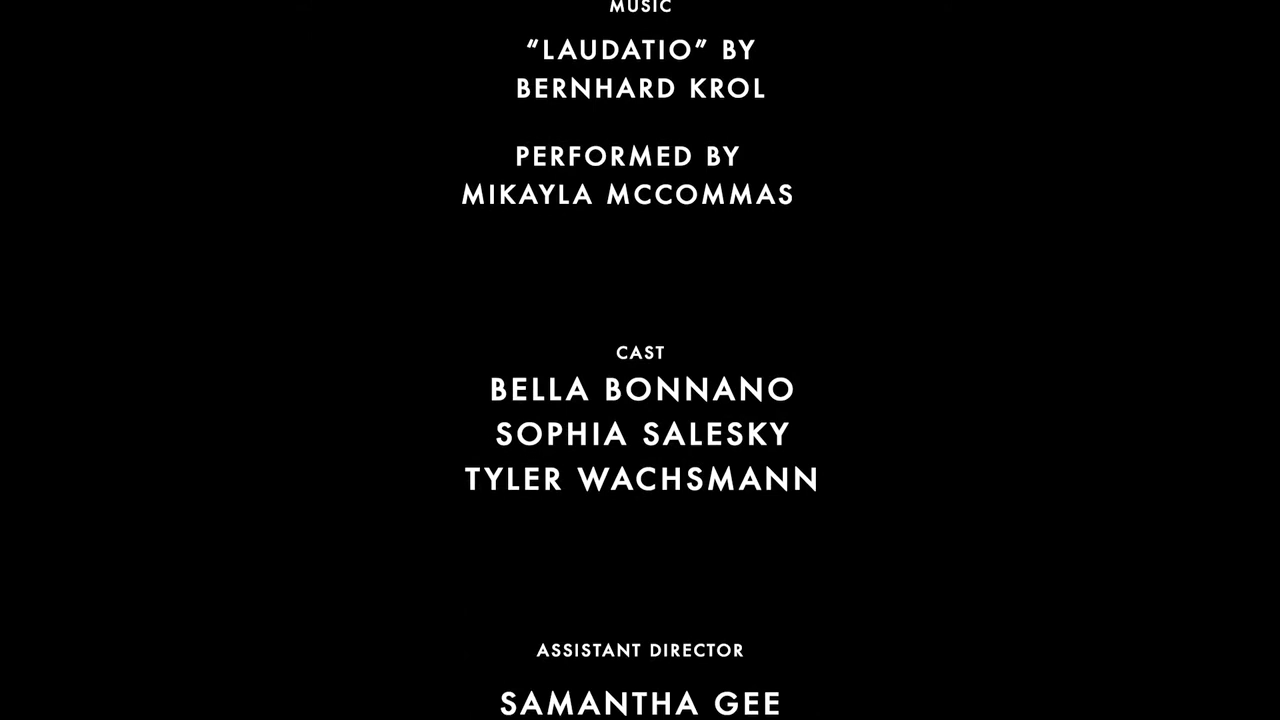 MUSIC
“LAUDATIO” BY
BERNHARD KROL
PERFORMED BY
MIKAYLA MCCOMMAS
CAST
BELLA BONNANO
SOPHIA SALESKY
TYLER WACHSMANN
ASSISTANT DIRECTOR
SAMANTHA GEE